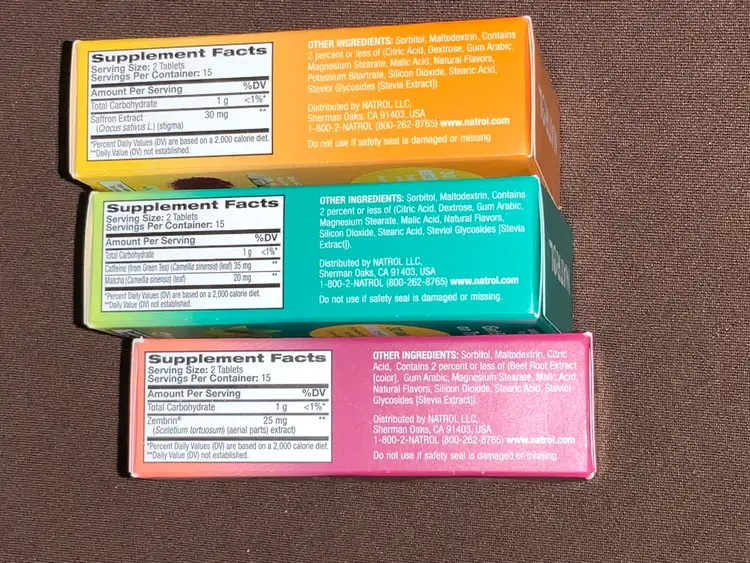 Supplement Facts
Serving Size: 2 Tablets
Servings Per Container: 15
Amount Per Serving %DV
Total Carbohydrate 1 g <1%*
Saffron Extract 30 mg **
(Crocus sativus L.) (stigma)
*Percent Daily Values (DV) are based on a 2,000 calorie diet.
**Daily Value (DV) not established.
OTHER INGREDIENTS: Sorbitol, Maltodextrin, Contains
2 percent or less of (Citric Acid, Dextrose, Gum Arabic,
Magnesium Stearate, Malic Acid, Natural Flavors,
Potassium Bitartrate, Silicon Dioxide, Stearic Acid,
Steviol Glycosides [Stevia Extract]).
Distributed by NATROL LLC,
Sherman Oaks, CA 91403, USA
1-800-2-NATROL (800-262-8765) www.natrol.com
Do not use if safety seal is damaged or missing
Supplement Facts
Serving Size: 2 Tablets
Servings Per Container: 15
Amount Per Serving %DV
Total Carbohydrate 1 g <1%*
Caffeine (from Green Tea) (Camellia sinensis) (leaf) 35 mg **
Matcha (Camellia sinensis) (leaf) 20 mg **
*Percent Daily Values (DV) are based on a 2,000 calorie diet.
**Daily Value (DV) not established.
OTHER INGREDIENTS: Sorbitol, Maltodextrin, Contains
2 percent or less of (Citric Acid, Dextrose, Gum Arabic,
Magnesium Stearate, Malic Acid, Natural Flavors,
Silicon Dioxide, Stearic Acid, Steviol Glycosides [Stevia
Extract]).
Distributed by NATROL LLC,
Sherman Oaks, CA 91403, USA
1-800-2-NATROL (800-262-8765) www.natrol.com
Do not use if safety seal is damaged or missing.
Supplement Facts
Serving Size: 2 Tablets
Servings Per Container: 15
Amount Per Serving %DV
Total Carbohydrate 1 g <1%*
Zembrin® 25 mg **
(Sceletium tortuosum) (aerial parts) extract)
*Percent Daily Values (DV) are based on a 2,000 calorie diet.
**Daily Value (DV) not established.
OTHER INGREDIENTS: Sorbitol, Maltodextrin, Citric
Acid, Contains 2 percent or less of (Beet Root Extract
[color], Gum Arabic, Magnesium Stearate, Malic Acid,
Natural Flavors, Silicon Dioxide, Stearic Acid, Steviol
Glycosides [Stevia Extract]).
Distributed by NATROL LLC,
Sherman Oaks, CA 91403, USA
1-800-2-NATROL (800-262-8765) www.natrol.com
Do not use if safety seal is damaged or missing.